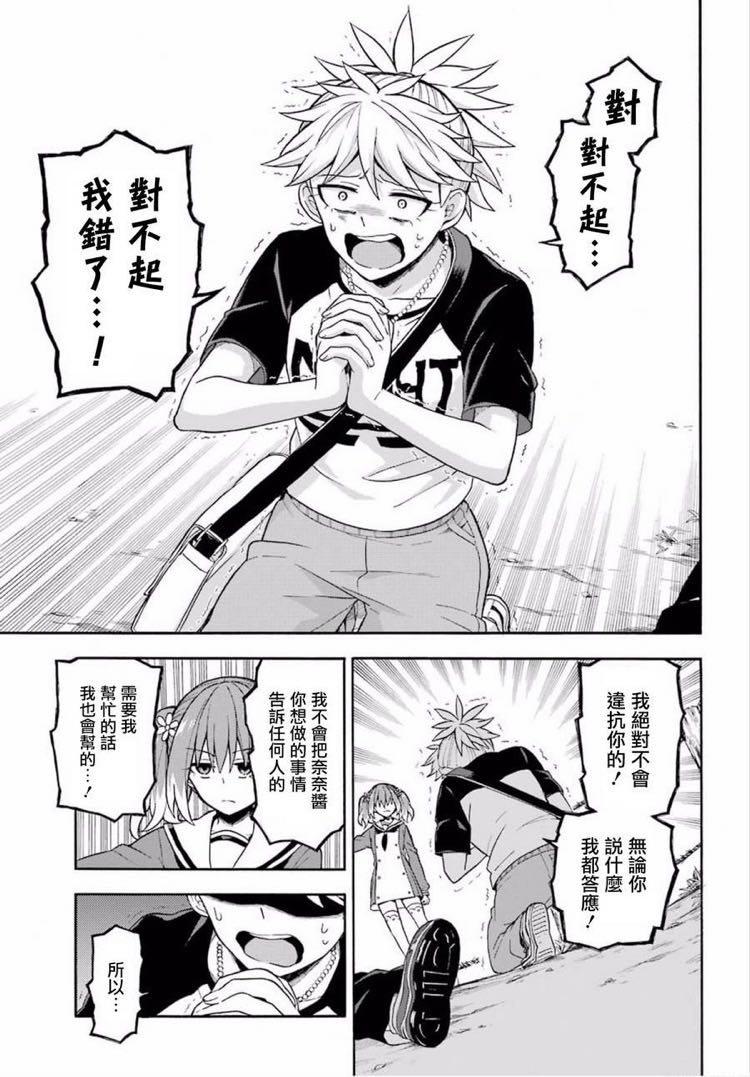 對
對不起…
對不起
我錯了…！
NIGHT
我絕對不會
違抗你的！
無論你
說什麼
我都答應！
我不會把奈奈醬
你想做的事情
告訴任何人的
需要我
幫忙的話
我也會幫的…！
所以…